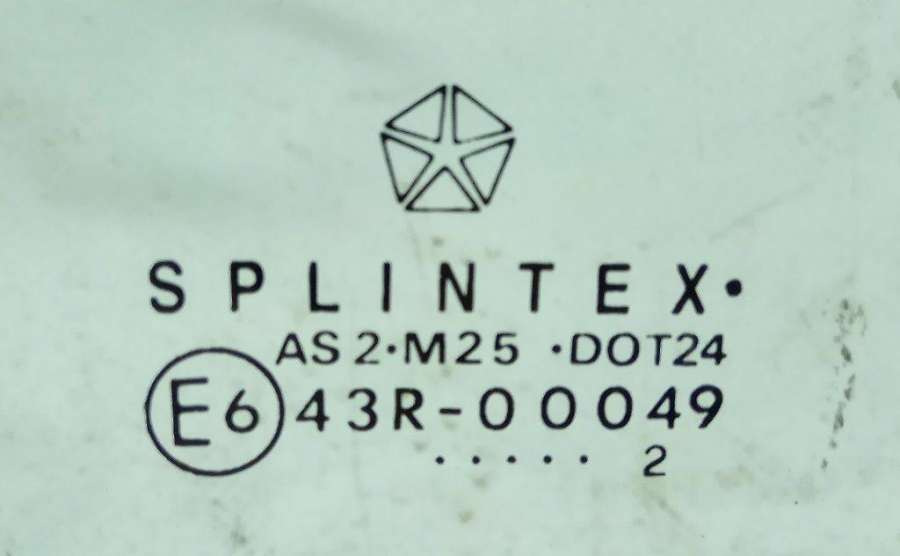 SPLINTEX·
AS2·M25 ·DOT24
E6 43R-00049
·····2